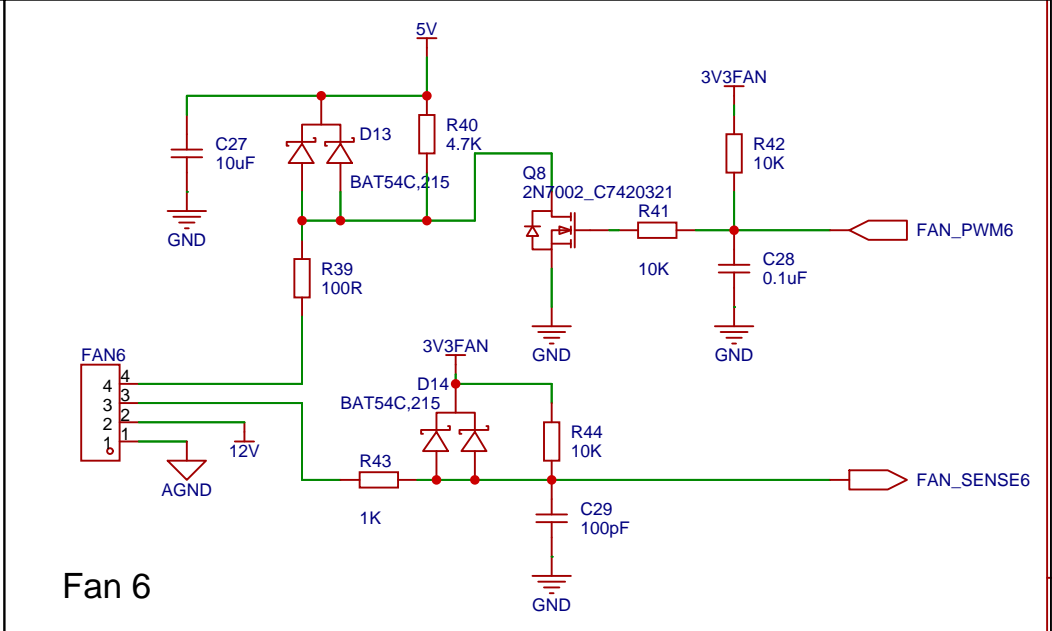 5V
3V3FAN
D13
R40
4.7K
C27
10uF
R42
10K
BAT54C,215
Q8
2N7002_C7420321
R41
10K
FAN_PWM6
GND
C28
0.1uF
R39
100R
GND
GND
FAN6
3V3FAN
D14
BAT54C,215
4 4
3 3
2 2
1 1
12V
AGND
R44
10K
R43
1K
FAN_SENSE6
C29
100pF
Fan 6
GND